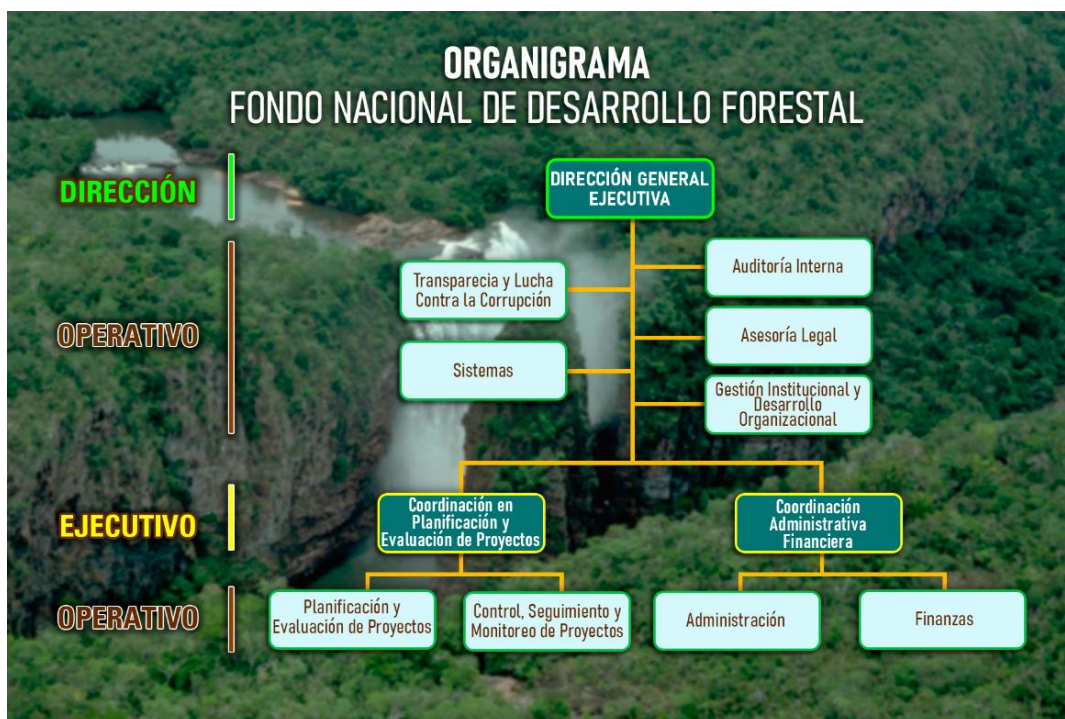 ORGANIGRAMA
FONDO NACIONAL DE DESARROLLO FORESTAL
DIRECCIÓN
DIRECCIÓN GENERAL
EJECUTIVA
OPERATIVO
Transparecia y Lucha
Contra la Corrupción
Auditoría Interna
Sistemas
Asesoría Legal
Gestión Institucional y
Desarrollo
Organizacional
EJECUTIVO
Coordinación en
Planificación y
Evaluación de Proyectos
Coordinación
Administrativa
Financiera
OPERATIVO
Planificación y
Evaluación de Proyectos
Control, Seguimiento y
Monitoreo de Proyectos
Administración
Finanzas